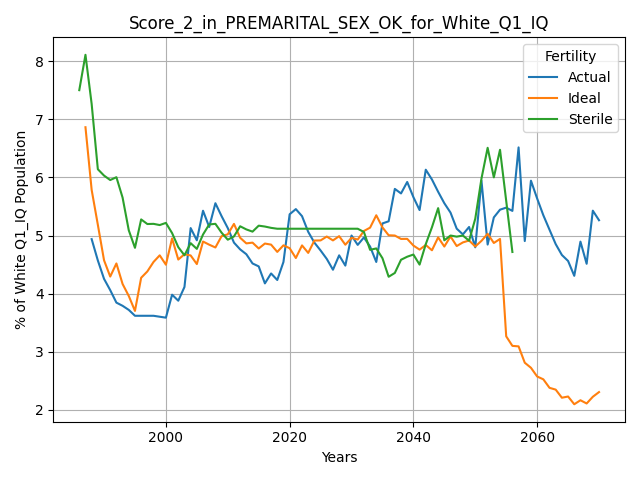 Score_2_in_PREMARITAL_SEX_OK_for_White_Q1_IQ
Fertility
Actual
Ideal
Sterile
% of White Q1_IQ Population
8
7
6
5
4
3
2
2000
2020
2040
2060
Years